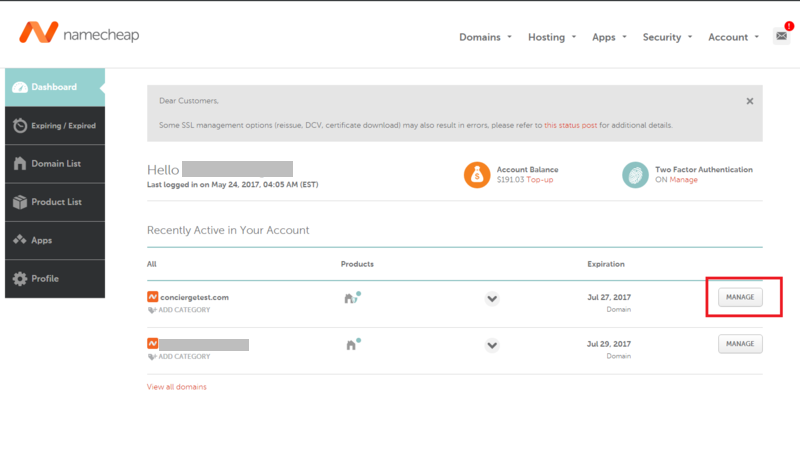 namecheap
Domains Hosting Apps Security Account
!
Dashboard
Expiring / Expired
Domain List
Product List
Apps
Profile
Dear Customers,
Some SSL management options (reissue, DCV, certificate download) may also result in errors, please refer to this status post for additional details.
Hello
Last logged in on May 24, 2017, 04:05 AM (EST)
Account Balance
$191.03 Top-up
Two Factor Authentication
ON Manage
Recently Active in Your Account
All Products Expiration
conciergetest.com Jul 27, 2017 MANAGE
ADD CATEGORY Domain
Jul 29, 2017 MANAGE
ADD CATEGORY Domain
View all domains